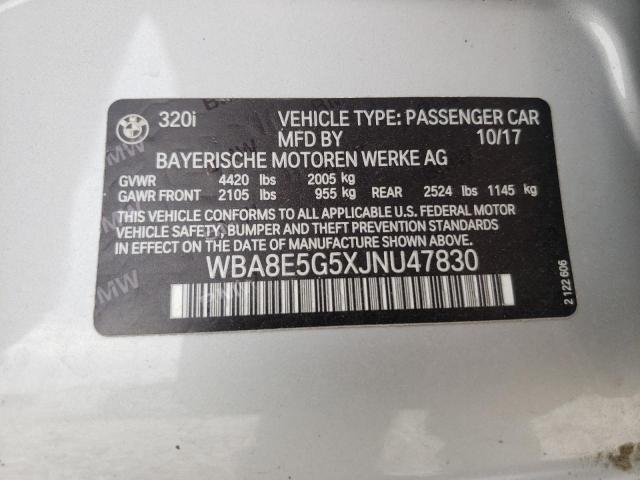 BMW 320i VEHICLE TYPE: PASSENGER CAR
MFD BY 10/17
BAYERISCHE MOTOREN WERKE AG
GVWR 4420 lbs 2005 kg
GAWR FRONT 2105 lbs 955 kg REAR 2524 lbs 1145 kg
THIS VEHICLE CONFORMS TO ALL APPLICABLE U.S. FEDERAL MOTOR
VEHICLE SAFETY, BUMPER AND THEFT PREVENTION STANDARDS
IN EFFECT ON THE DATE OF MANUFACTURE SHOWN ABOVE.
WBA8E5G5XJNU47830
2 122 606